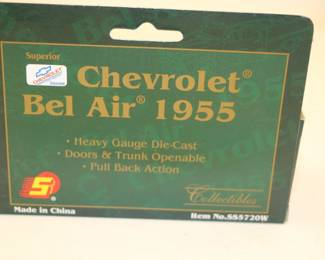 Superior
CHEVROLET
Chevrolet®
Bel Air® 1955
• Heavy Gauge Die-Cast
• Doors & Trunk Openable
• Pull Back Action
Collectibles
Made in China
Item No.SS5720W